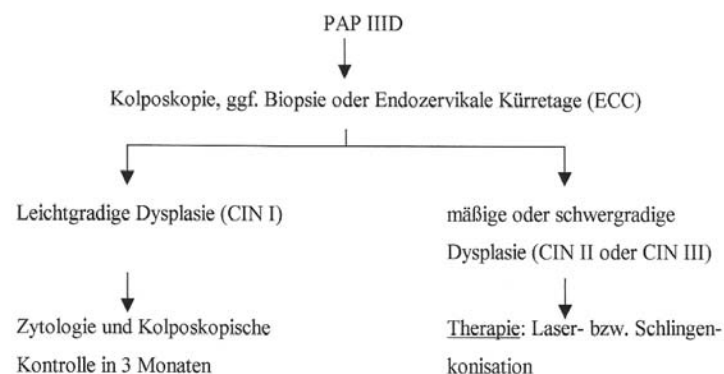 PAP IIID
Kolposkopie, ggf. Biopsie oder Endozervikale Kürretage (ECC)
Leichtgradige Dysplasie (CIN I)
mäßige oder schwergradige
Dysplasie (CIN II oder CIN III)
Zytologie und Kolposkopische
Kontrolle in 3 Monaten
Therapie: Laser- bzw. Schlingen-
konisation